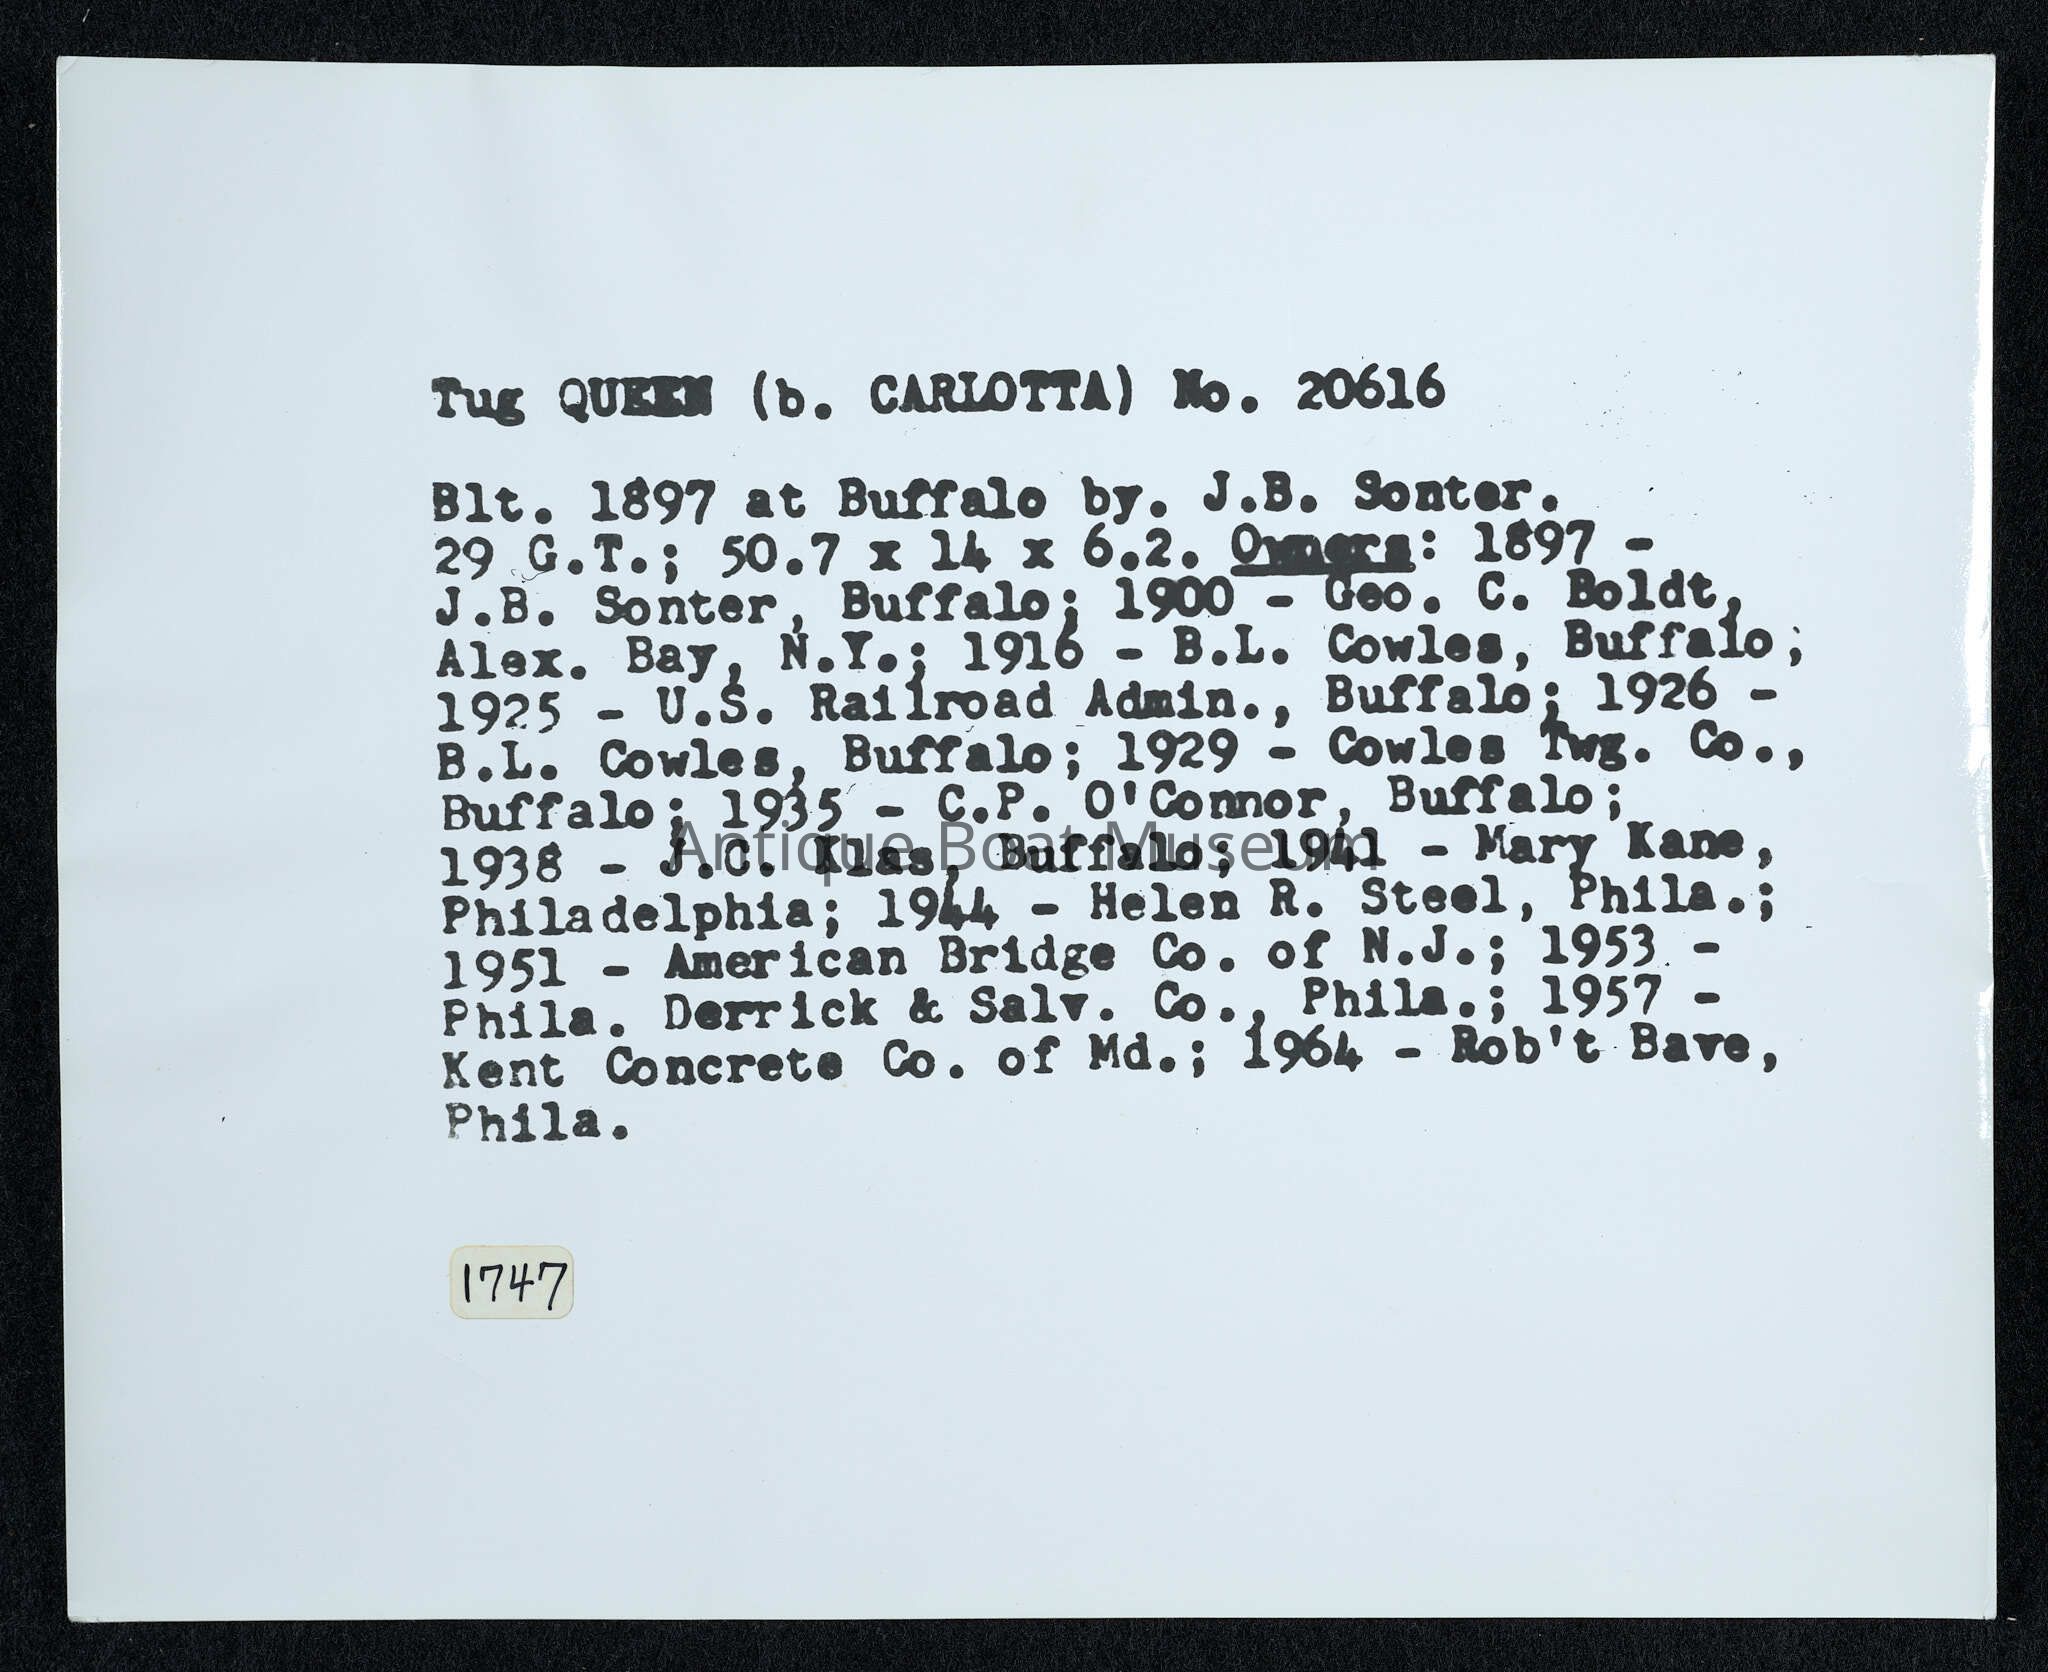 Tug QUEEN (b. CARLOTTA) No. 20616
Blt. 1897 at Buffalo by. J.B. Sonter.
29 G.T.; 50.7 x 14 x 6.2. Owners: 1897 -
J.B. Sonter, Buffalo; 1900 - Geo. C. Boldt,
Alex. Bay, N.Y.; 1916 - B.L. Cowles, Buffalo;
1925 - U.S. Railroad Admin., Buffalo; 1926 -
B.L. Cowles, Buffalo; 1929 - Cowles Twg. Co.,
Buffalo; 1935 - C.P. O'Connor, Buffalo;
1938 - J.C. Klas, Buffalo; 1941 - Mary Kane,
Philadelphia; 1944 - Helen R. Steel, Phila.;
1951 - American Bridge Co. of N.J.; 1953 -
Phila. Derrick & Salv. Co., Phila.; 1957 -
Kent Concrete Co. of Md.; 1964 - Rob't Bave,
Phila.
Antique Boat Museum
1747